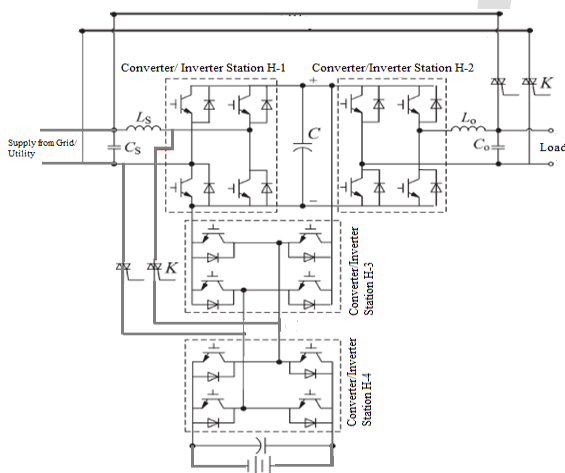 ...
Converter/ Inverter Station H-1
Converter/Inverter Station H-2
K
+
LS
Lo
Supply from Grid/
Utility
CS
C
Co
Load
−
K
Converter/Inverter
Station H-3
Converter/Inverter
Station H-4